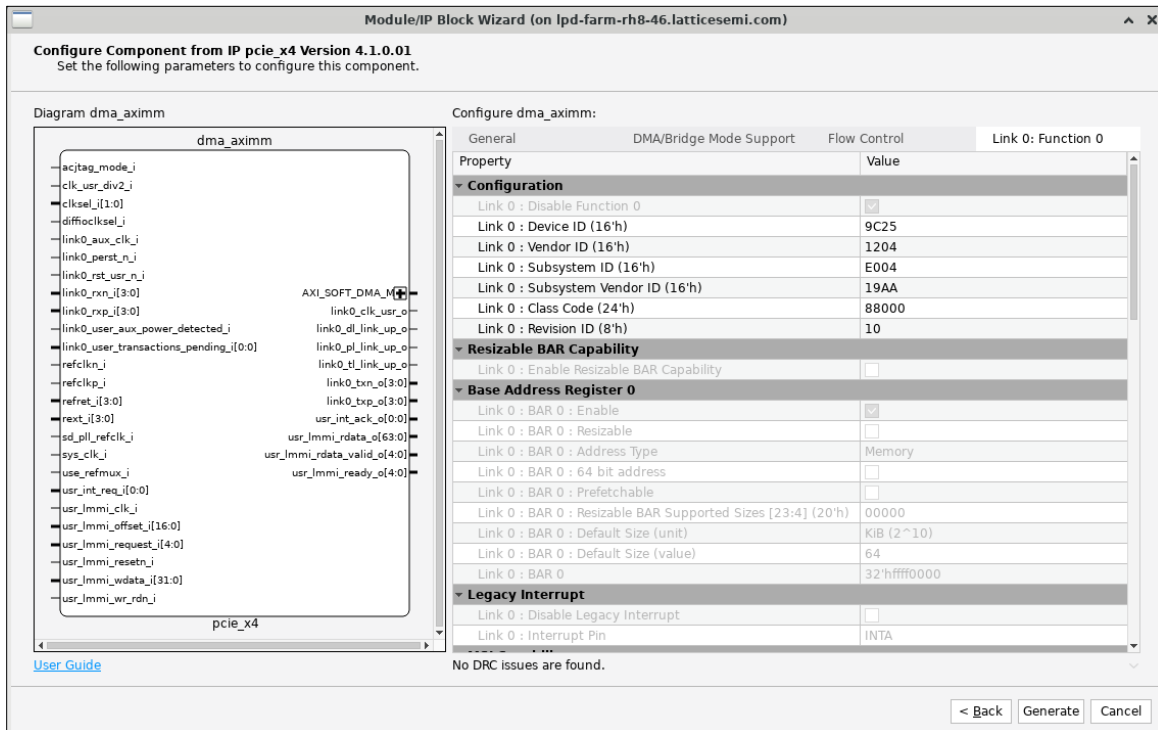 Module/IP Block Wizard (on lpd-farm-rh8-46.latticesemi.com)
Configure Component from IP pcie_x4 Version 4.1.0.01
Set the following parameters to configure this component.
Diagram dma_aximm
dma_aximm
acjtag_mode_i
clk_usr_div2_i
clksel_i[1:0]
diffioclksel_i
link0_aux_clk_i
link0_perst_n_i
link0_rst_usr_n_i
link0_rxn_i[3:0]
link0_rxp_i[3:0]
link0_user_aux_power_detected_i
link0_user_transactions_pending_i[0:0]
refclkn_i
refclkp_i
refret_i[3:0]
rext_i[3:0]
sd_pll_refclk_i
sys_clk_i
use_refmux_i
usr_int_req_i[0:0]
usr_lmmi_clk_i
usr_lmmi_offset_i[16:0]
usr_lmmi_request_i[4:0]
usr_lmmi_resetn_i
usr_lmmi_wdata_i[31:0]
usr_lmmi_wr_rdn_i
AXI_SOFT_DMA_M
link0_clk_usr_o
link0_dl_link_up_o
link0_pl_link_up_o
link0_tl_link_up_o
link0_txn_o[3:0]
link0_txp_o[3:0]
usr_int_ack_o[0:0]
usr_lmmi_rdata_o[63:0]
usr_lmmi_rdata_valid_o[4:0]
usr_lmmi_ready_o[4:0]
pcie_x4
User Guide
Configure dma_aximm:
General DMA/Bridge Mode Support Flow Control Link 0: Function 0
Property Value
Configuration
Link 0 : Disable Function 0
Link 0 : Device ID (16'h) 9C25
Link 0 : Vendor ID (16'h) 1204
Link 0 : Subsystem ID (16'h) E004
Link 0 : Subsystem Vendor ID (16'h) 19AA
Link 0 : Class Code (24'h) 88000
Link 0 : Revision ID (8'h) 10
Resizable BAR Capability
Link 0 : Enable Resizable BAR Capability
Base Address Register 0
Link 0 : BAR 0 : Enable
Link 0 : BAR 0 : Resizable
Link 0 : BAR 0 : Address Type Memory
Link 0 : BAR 0 : 64 bit address
Link 0 : BAR 0 : Prefetchable
Link 0 : BAR 0 : Resizable BAR Supported Sizes [23:4] (20'h) 00000
Link 0 : BAR 0 : Default Size (unit) KiB (2^10)
Link 0 : BAR 0 : Default Size (value) 64
Link 0 : BAR 0 32'hffff0000
Legacy Interrupt
Link 0 : Disable Legacy Interrupt
Link 0 : Interrupt Pin INTA
No DRC issues are found.
< Back Generate Cancel